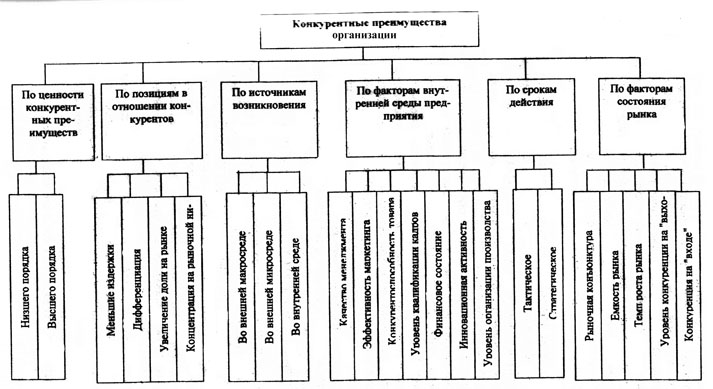 Конкурентные преимущества
организации
По ценности
конкурент-
ных пре-
имуществ
По позициям в
отношении кон-
курентов
По источникам
возникновения
По факторам внут-
ренней среды пред-
приятия
По срокам
действия
По факторам
состояния
рынка
Низшего порядка
Высшего порядка
Меньшие издержки
Дифференциация
Увеличение доли на рынке
Концентрация на рыночной ни-
Во внешней макросреде
Во внешней микросреде
Во внутренней среде
Качество менеджмента
Эффективность маркетинга
Конкурентоспособность товара
Уровень квалификации кадров
Финансовое состояние
Инновационная активность
Уровень организации производства
Тактическое
Стратегическое
Рыночная конъюнктура
Емкость рынка
Темп роста рынка
Уровень конкуренции на "выхо-
Конкуренция на "входе"